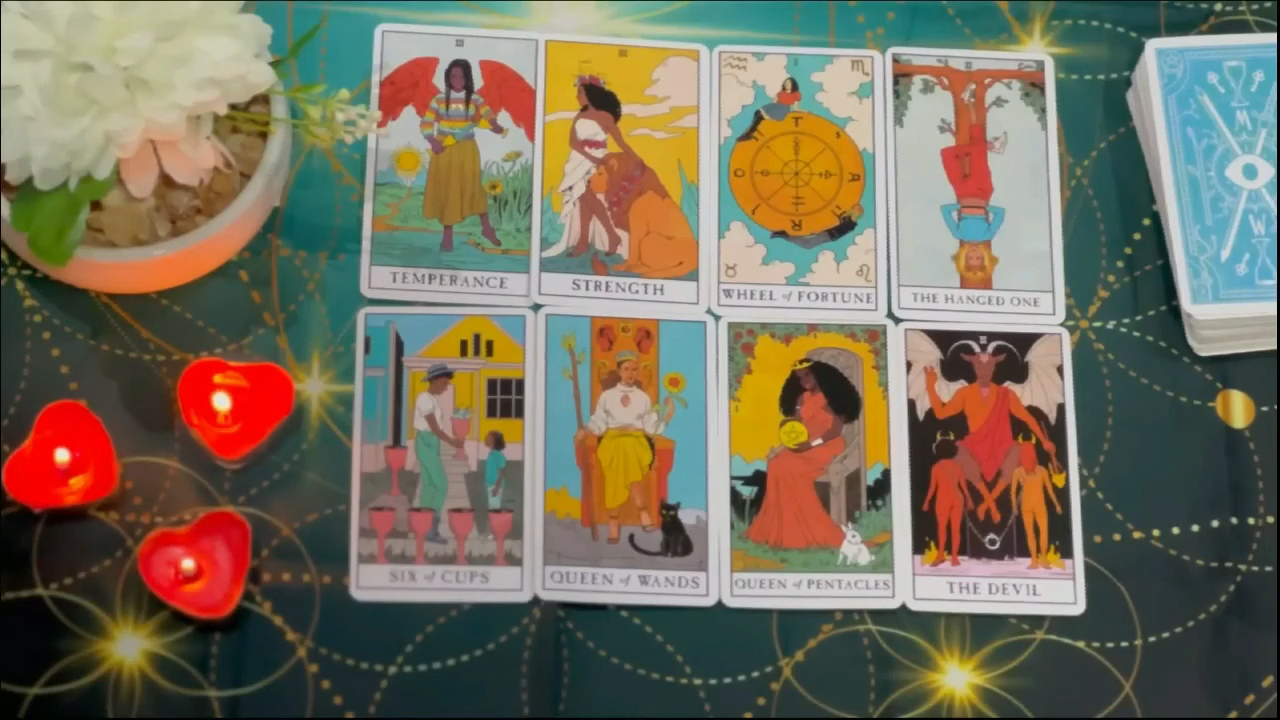 TEMPERANCE
STRENGTH
WHEEL of FORTUNE
THE HANGED ONE
SIX of CUPS
QUEEN of WANDS
QUEEN of PENTACLES
THE DEVIL
M
W